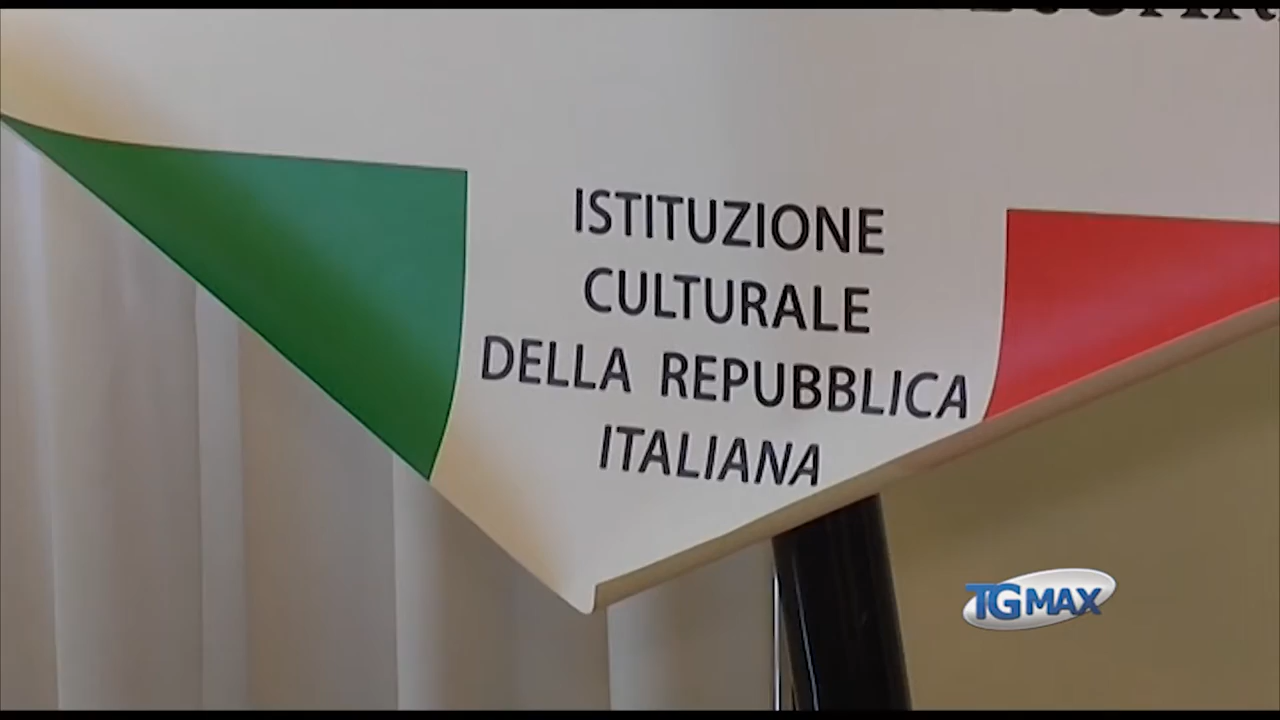 ISTITUZIONE
CULTURALE
DELLA REPUBBLICA
ITALIANA
TGMAX